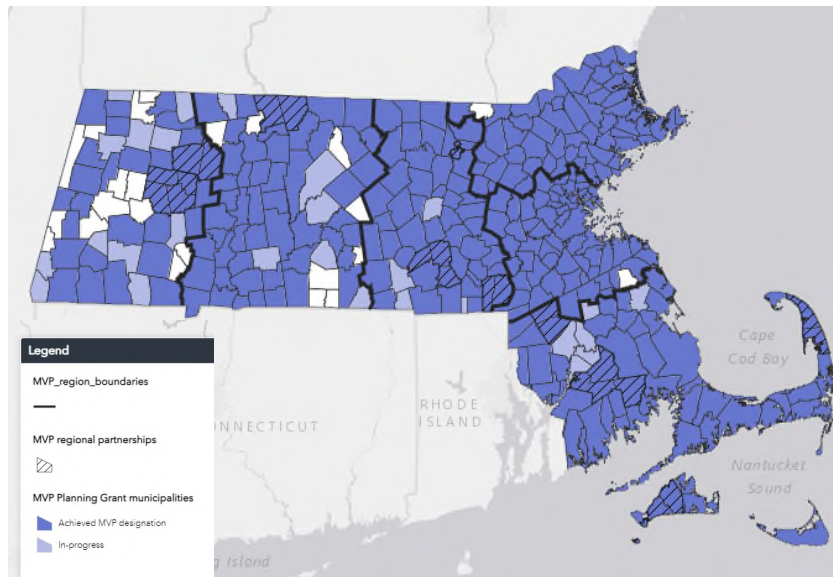 Cape
Cod Bay
Legend
MVP_region_boundaries
RHODE
ISLAND
ONNECTICUT
MVP regional partnerships
Nantucket
Sound
MVP Planning Grant municipalities
Achieved MVP designation
In-progress
g Island